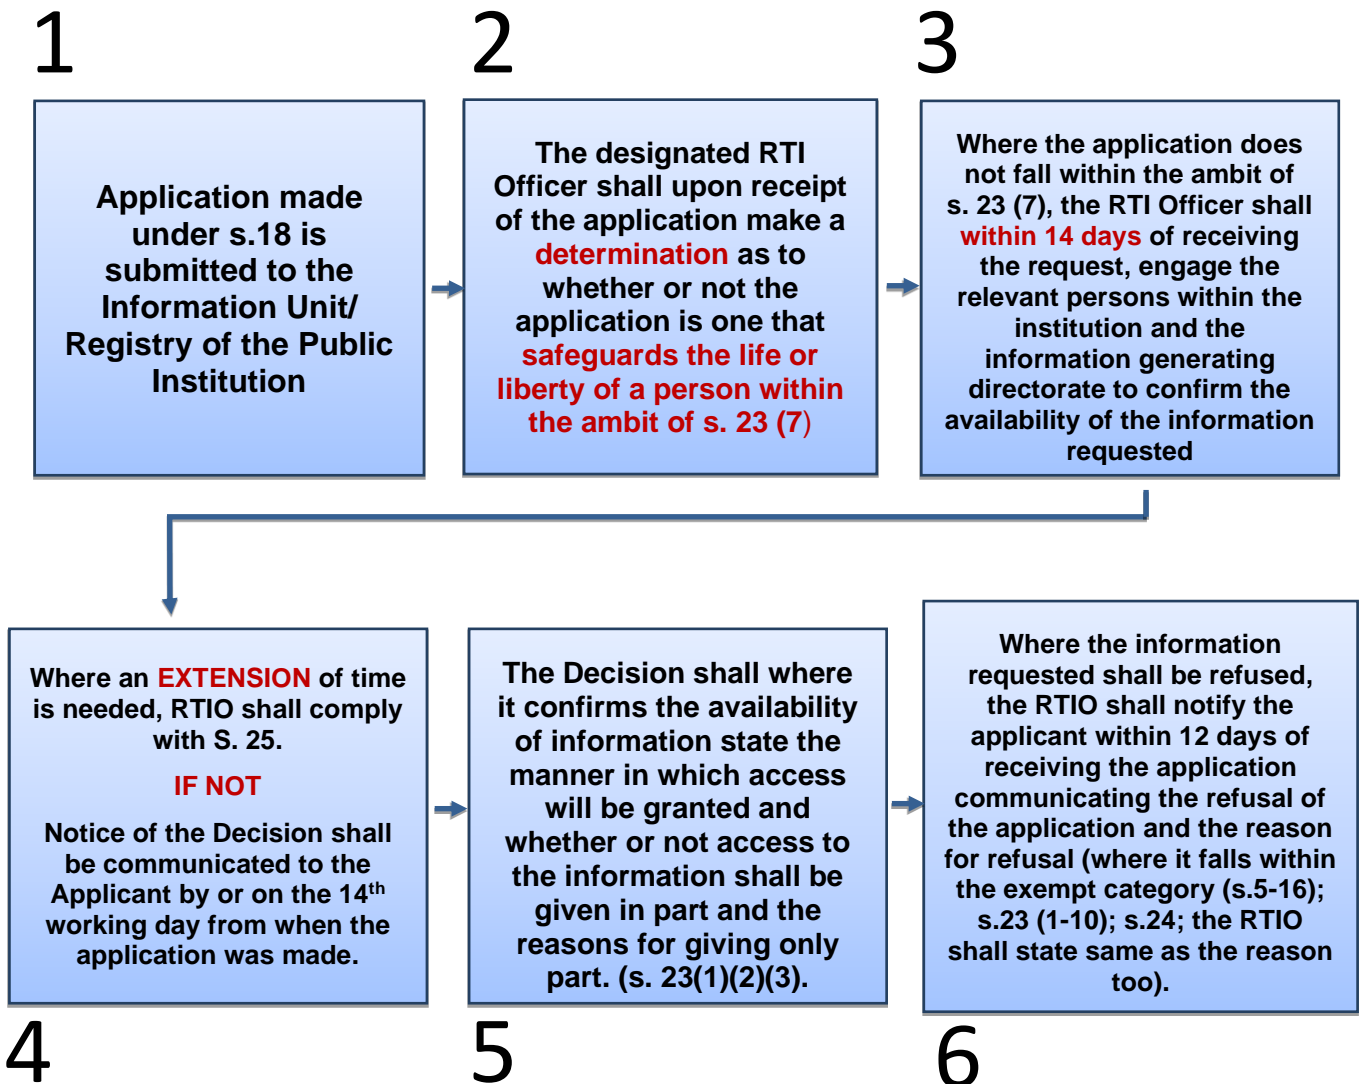 1
Application made
under s.18 is
submitted to the
Information Unit/
Registry of the Public
Institution
2
The designated RTI
Officer shall upon receipt
of the application make a
determination as to
whether or not the
application is one that
safeguards the life or
liberty of a person within
the ambit of s. 23 (7)
3
Where the application does
not fall within the ambit of
s. 23 (7), the RTI Officer shall
within 14 days of receiving
the request, engage the
relevant persons within the
institution and the
information generating
directorate to confirm the
availability of the information
requested
Where an EXTENSION of time
is needed, RTIO shall comply
with S. 25.
IF NOT
Notice of the Decision shall
be communicated to the
Applicant by or on the 14th
working day from when the
application was made.
4
The Decision shall where
it confirms the availability
of information state the
manner in which access
will be granted and
whether or not access to
the information shall be
given in part and the
reasons for giving only
part. (s. 23(1)(2)(3).
5
Where the information
requested shall be refused,
the RTIO shall notify the
applicant within 12 days of
receiving the application
communicating the refusal of
the application and the reason
for refusal (where it falls within
the exempt category (s.5-16);
s.23 (1-10); s.24; the RTIO
shall state same as the reason
too).
6